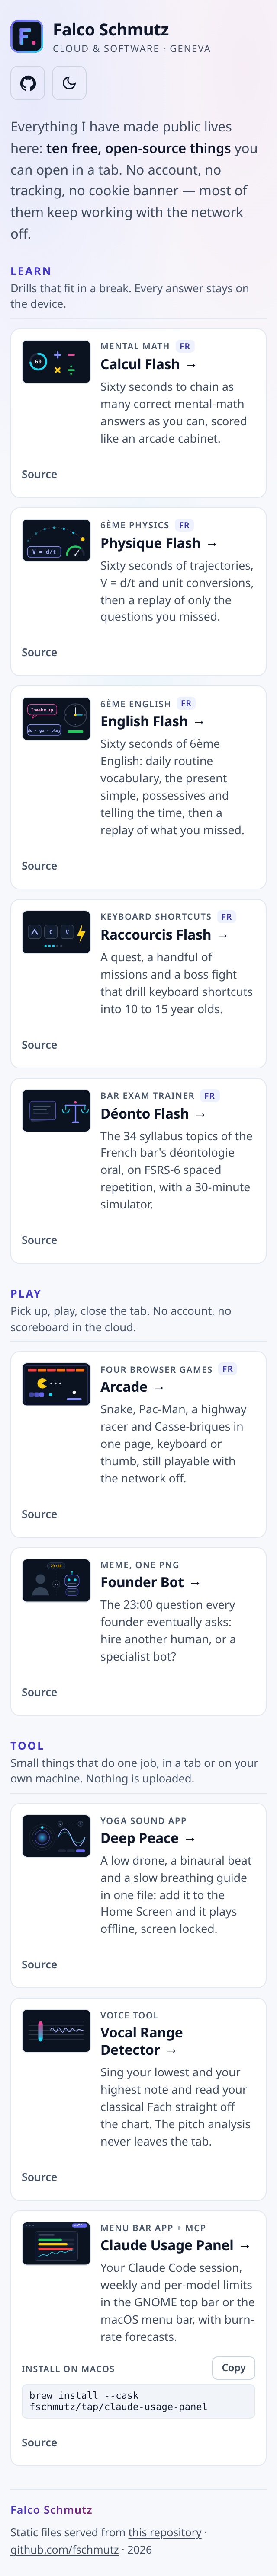 Falco Schmutz
CLOUD & SOFTWARE · GENEVA
Everything I have made public lives
here: ten free, open-source things you
can open in a tab. No account, no
tracking, no cookie banner — most of
them keep working with the network
off.
LEARN
Drills that fit in a break. Every answer stays on
the device.
60
MENTAL MATH FR
Calcul Flash →
Sixty seconds to chain as
many correct mental-math
answers as you can, scored
like an arcade cabinet.
Source
V = d/t
6ÈME PHYSICS FR
Physique Flash →
Sixty seconds of trajectories,
V = d/t and unit conversions,
then a replay of only the
questions you missed.
Source
I wake up
6ÈME ENGLISH FR
English Flash →
Sixty seconds of 6ème
English: daily routine
vocabulary, the present
simple, possessives and
telling the time, then a
replay of what you missed.
Source
C V
KEYBOARD SHORTCUTS FR
Raccourcis Flash →
A quest, a handful of
missions and a boss fight
that drill keyboard shortcuts
into 10 to 15 year olds.
Source
BAR EXAM TRAINER FR
Déonto Flash →
The 34 syllabus topics of the
French bar's déontologie
oral, on FSRS-6 spaced
repetition, with a 30-minute
simulator.
Source
PLAY
Pick up, play, close the tab. No account, no
scoreboard in the cloud.
FOUR BROWSER GAMES FR
Arcade →
Snake, Pac-Man, a highway
racer and Casse-briques in
one page, keyboard or
thumb, still playable with
the network off.
Source
23:00
MEME, ONE PNG
Founder Bot →
The 23:00 question every
founder eventually asks:
hire another human, or a
specialist bot?
Source
TOOL
Small things that do one job, in a tab or on your
own machine. Nothing is uploaded.
YOGA SOUND APP
Deep Peace →
A low drone, a binaural beat
and a slow breathing guide
in one file: add it to the
Home Screen and it plays
offline, screen locked.
Source
VOICE TOOL
Vocal Range
Detector →
Sing your lowest and your
highest note and read your
classical Fach straight off
the chart. The pitch analysis
never leaves the tab.
Source
MENU BAR APP + MCP
Claude Usage Panel →
Your Claude Code session,
weekly and per-model limits
in the GNOME top bar or the
macOS menu bar, with burn-
rate forecasts.
INSTALL ON MACOS
Copy
brew install --cask
fschmutz/tap/claude-usage-panel
Source
Falco Schmutz
Static files served from this repository ·
github.com/fschmutz · 2026